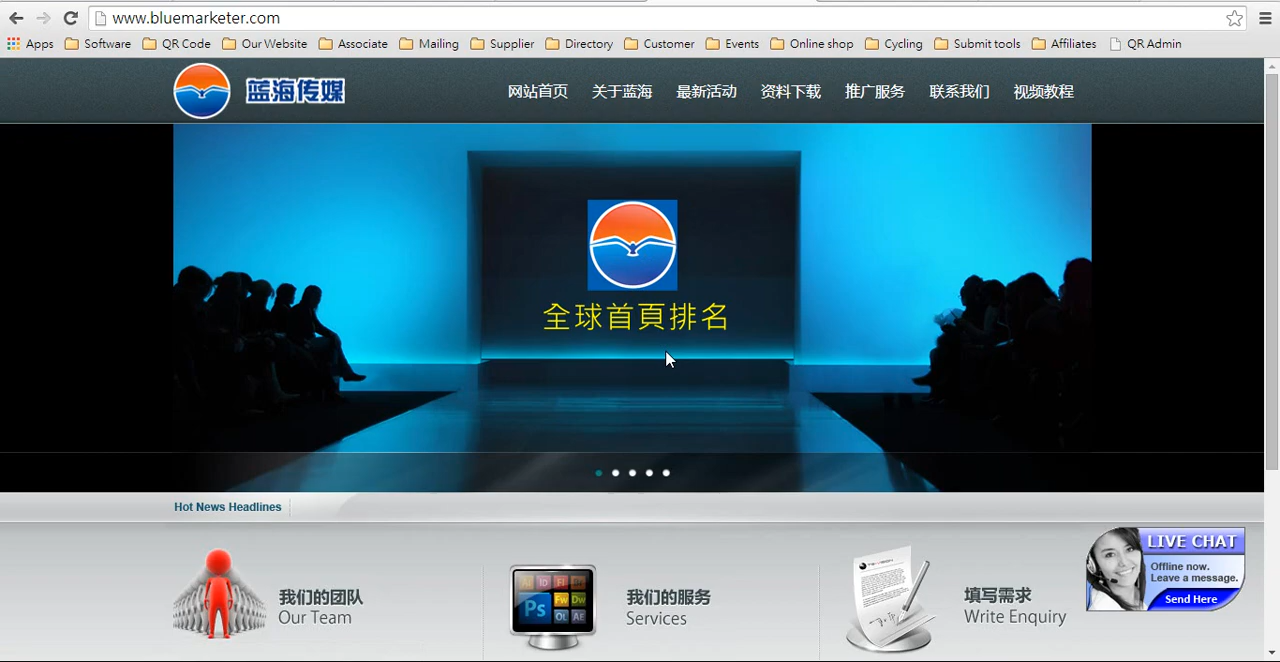 www.bluemarketer.com
Apps Software QR Code Our Website Associate Mailing Supplier Directory Customer Events Online shop Cycling Submit tools Affiliates QR Admin
蓝海传媒 网站首页 关于蓝海 最新活动 资料下载 推广服务 联系我们 视频教程
全球首頁排名
Hot News Headlines
LIVE CHAT
Offline now.
Leave a message.
Send Here
我们的团队
Our Team
Ps Fw Dw
我们的服务
Services
填写需求
Write Enquiry